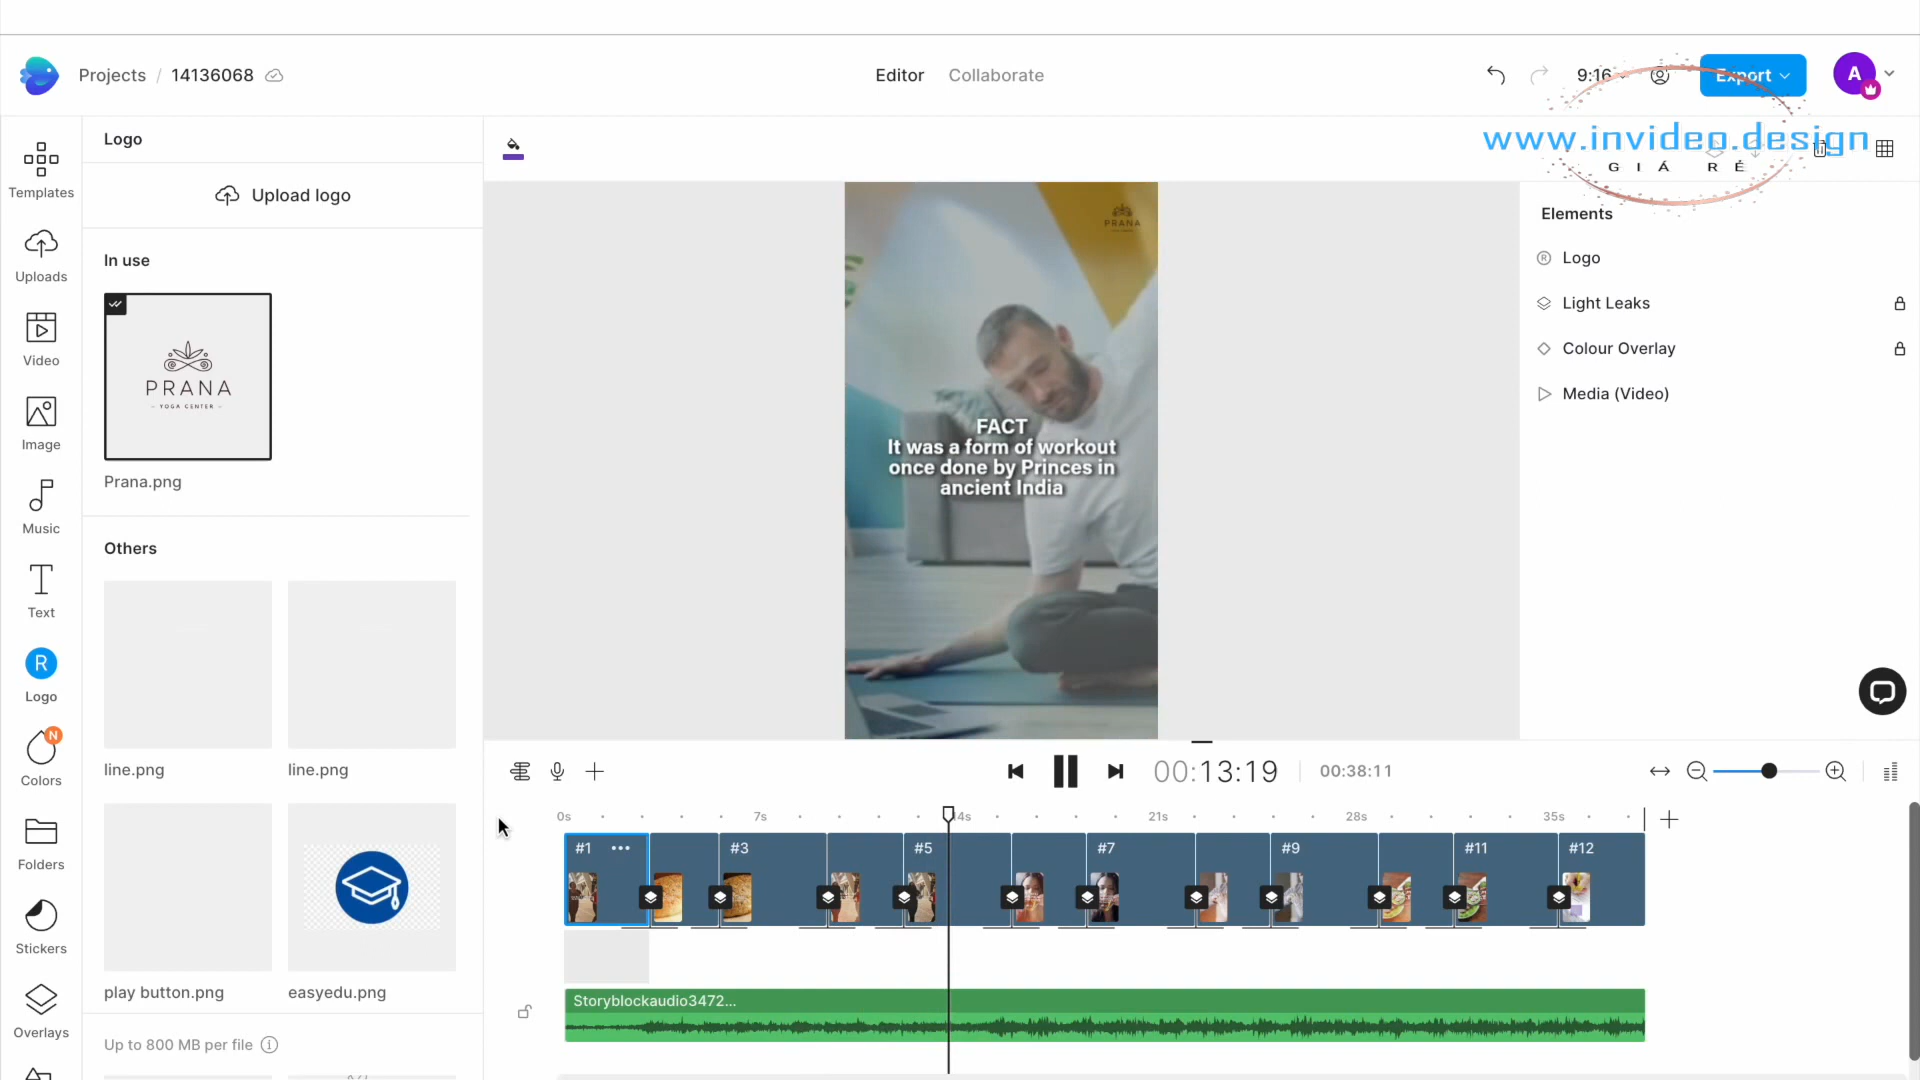 Projects / 14136068
Editor Collaborate
9:16
Export
A
www.invideo.design
GIÁ RẺ
Templates
Uploads
Video
Image
Music
Text
R
Logo
N
Colors
Folders
Stickers
Overlays
Logo
Upload logo
In use
PRANA
- YOGA CENTER -
Prana.png
Others
line.png
line.png
play button.png
easyedu.png
Up to 800 MB per file
PRANA
FACT
It was a form of workout
once done by Princes in
ancient India
Elements
Logo
Light Leaks
Colour Overlay
Media (Video)
00:13:19 00:38:11
0s 7s 14s 21s 28s 35s
#1 #3 #5 #7 #9 #11 #12
Storyblockaudio3472...